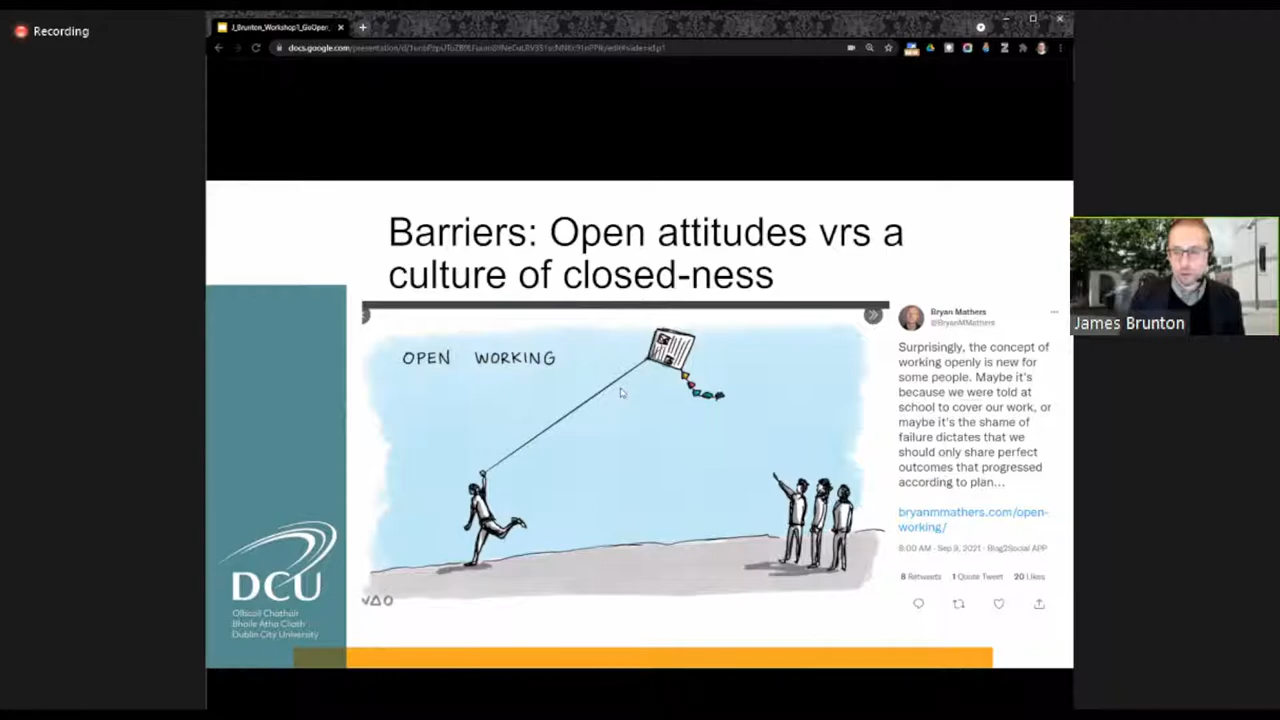 Recording
J_Brunton_Workshop1_GoOpen
Barriers: Open attitudes vrs a
culture of closed-ness
OPEN WORKING
Bryan Mathers
@BryanMMathers
Surprisingly, the concept of
working openly is new for
some people. Maybe it's
because we were told at
school to cover our work, or
maybe it's the shame of
failure dictates that we
should only share perfect
outcomes that progressed
according to plan...
bryanmmathers.com/open-
working/
9:00 AM · Sep 9, 2021 · Blog2Social APP
8 Retweets 1 Quote Tweet 20 Likes
DCU
Ollscoil Chathair
Bhaile Átha Cliath
Dublin City University
James Brunton